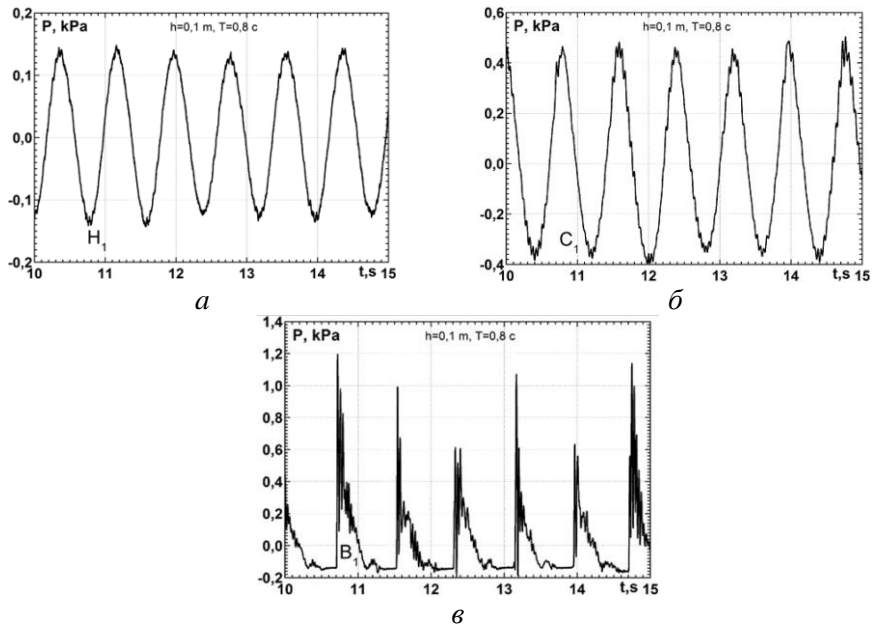 P, kPa
h=0,1 m, T=0,8 c
0,2
0,1
0,0
-0,1
-0,2
H1
10 11 12 13 14 15
t,s
а
P, kPa
h=0,1 m, T=0,8 c
0,6
0,4
0,2
0,0
-0,2
-0,4
C1
10 11 12 13 14 15
t,s
б
P, kPa
h=0,1 m, T=0,8 c
1,4
1,2
1,0
0,8
0,6
0,4
0,2
0,0
-0,2
B1
10 11 12 13 14 15
t,s
в